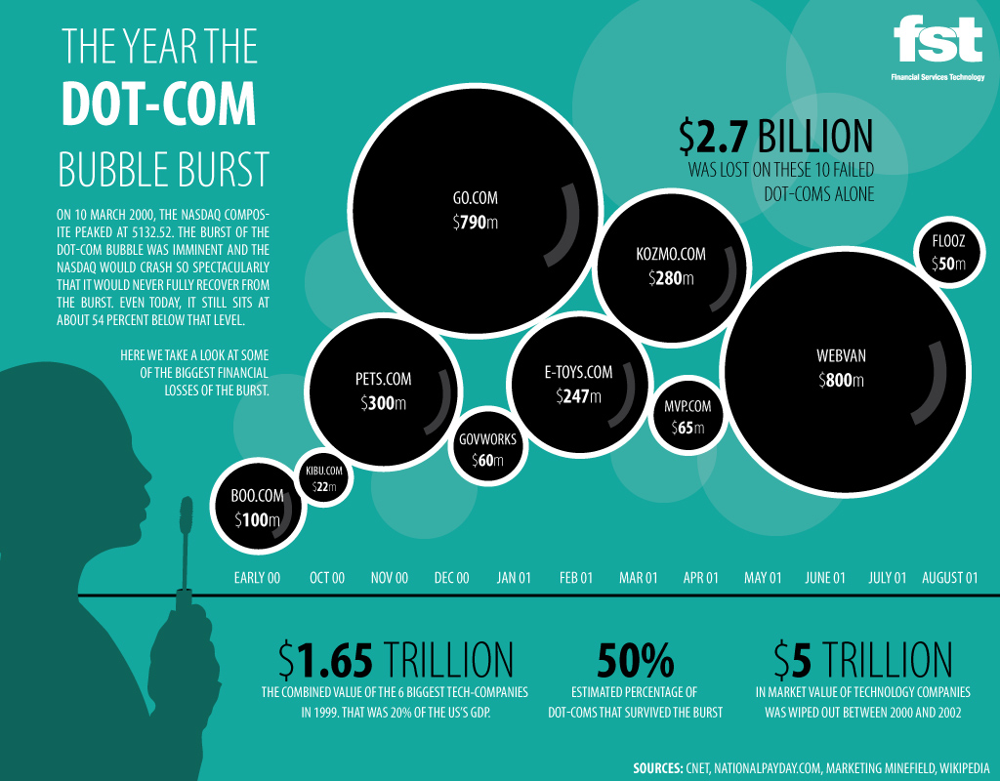 THE YEAR THE
DOT-COM
BUBBLE BURST
ON 10 MARCH 2000, THE NASDAQ COMPOS-
ITE PEAKED AT 5132.52. THE BURST OF THE
DOT-COM BUBBLE WAS IMMINENT AND THE
NASDAQ WOULD CRASH SO SPECTACULARLY
THAT IT WOULD NEVER FULLY RECOVER FROM
THE BURST. EVEN TODAY, IT STILL SITS AT
ABOUT 54 PERCENT BELOW THAT LEVEL.
HERE WE TAKE A LOOK AT SOME
OF THE BIGGEST FINANCIAL
LOSSES OF THE BURST.
fst
Financial Services Technology
$2.7 BILLION
WAS LOST ON THESE 10 FAILED
DOT-COMS ALONE
GO.COM
$790m
KOZMO.COM
$280m
FLOOZ
$50m
WEBVAN
$800m
PETS.COM
$300m
E-TOYS.COM
$247m
MVP.COM
$65m
GOVWORKS
$60m
KIBU.COM
$22m
BOO.COM
$100m
EARLY 00 OCT 00 NOV 00 DEC 00 JAN 01 FEB 01 MAR 01 APR 01 MAY 01 JUNE 01 JULY 01 AUGUST 01
$1.65 TRILLION
THE COMBINED VALUE OF THE 6 BIGGEST TECH-COMPANIES
IN 1999. THAT WAS 20% OF THE US'S GDP.
50%
ESTIMATED PERCENTAGE OF
DOT-COMS THAT SURVIVED THE BURST
$5 TRILLION
IN MARKET VALUE OF TECHNOLOGY COMPANIES
WAS WIPED OUT BETWEEN 2000 AND 2002
SOURCES: CNET, NATIONALPAYDAY.COM, MARKETING MINEFIELD, WIKIPEDIA